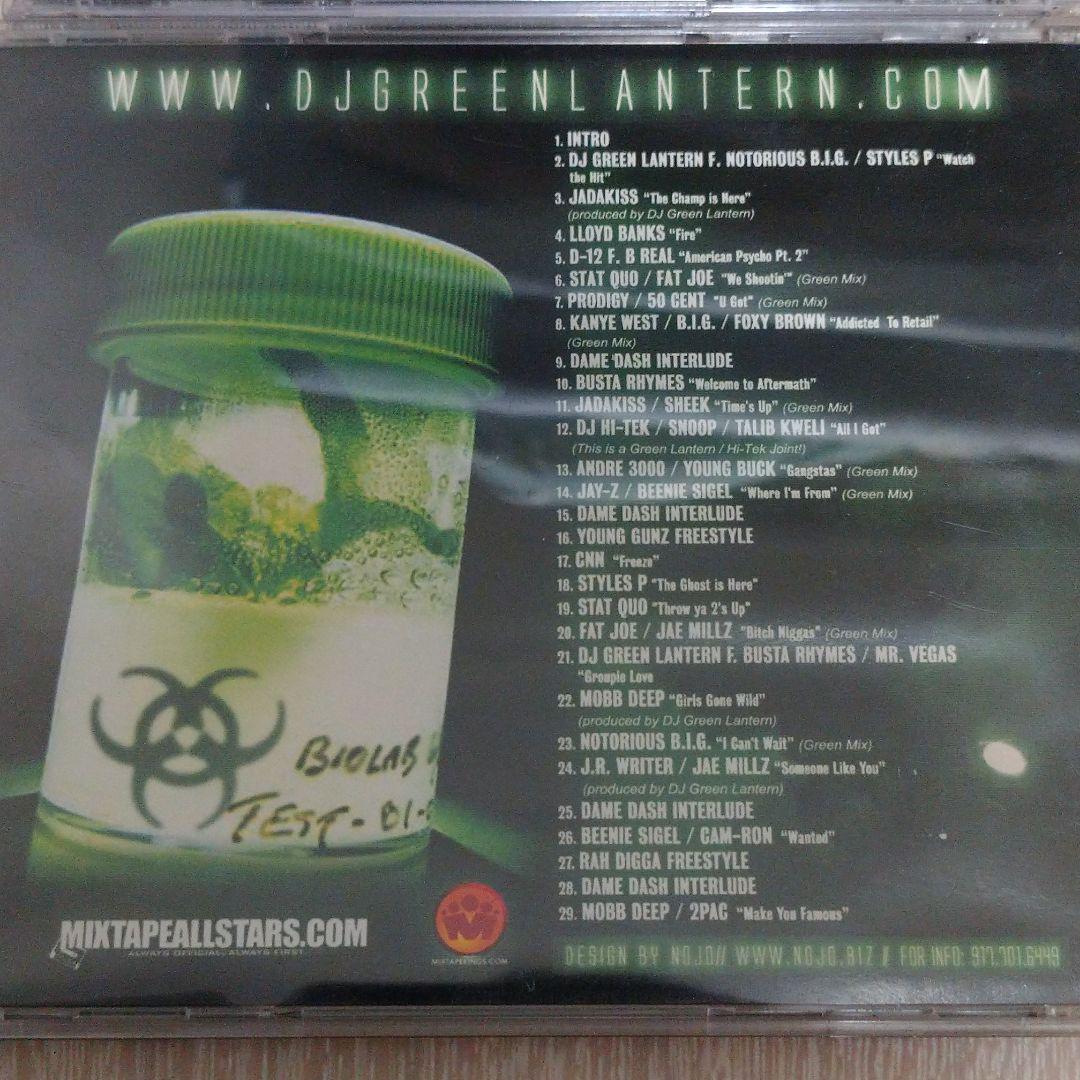 WWW.DJGREENLANTERN.COM
1. INTRO
2. DJ GREEN LANTERN F. NOTORIOUS B.I.G. / STYLES P "Watch
the Hit"
3. JADAKISS "The Champ is Here"
(produced by DJ Green Lantern)
4. LLOYD BANKS "Fire"
5. D-12 F. B REAL "American Psycho Pt. 2"
6. STAT QUO / FAT JOE "We Shootin'" (Green Mix)
7. PRODIGY / 50 CENT "U Got" (Green Mix)
8. KANYE WEST / B.I.G. / FOXY BROWN "Addicted To Retail"
(Green Mix)
9. DAME DASH INTERLUDE
10. BUSTA RHYMES "Welcome to Aftermath"
11. JADAKISS / SHEEK "Time's Up" (Green Mix)
12. DJ HI-TEK / SNOOP / TALIB KWELI "All I Got"
(This is a Green Lantern / Hi-Tek Joint!)
13. ANDRE 3000 / YOUNG BUCK "Gangstas" (Green Mix)
14. JAY-Z / BEENIE SIGEL "Where I'm From" (Green Mix)
15. DAME DASH INTERLUDE
16. YOUNG GUNZ FREESTYLE
17. CNN "Freeze"
18. STYLES P "The Ghost is Here"
19. STAT QUO "Throw ya 2's Up"
20. FAT JOE / JAE MILLZ "Bitch Niggas" (Green Mix)
21. DJ GREEN LANTERN F. BUSTA RHYMES / MR. VEGAS
"Groupie Love
22. MOBB DEEP "Girls Gone Wild"
(produced by DJ Green Lantern)
23. NOTORIOUS B.I.G. "I Can't Wait" (Green Mix)
24. J.R. WRITER / JAE MILLZ "Someone Like You"
(produced by DJ Green Lantern)
25. DAME DASH INTERLUDE
26. BEENIE SIGEL / CAM-RON "Wanted"
27. RAH DIGGA FREESTYLE
28. DAME DASH INTERLUDE
29. MOBB DEEP / 2PAC "Make You Famous"
BIOLAB
TEST-01-
MIXTAPEALLSTARS.COM
ALWAYS OFFICIAL, ALWAYS FIRST
MIXTAPEKINGS.COM
DESIGN BY NOJO// WWW.NOJO.BIZ // FOR INFO: 917.701.6449